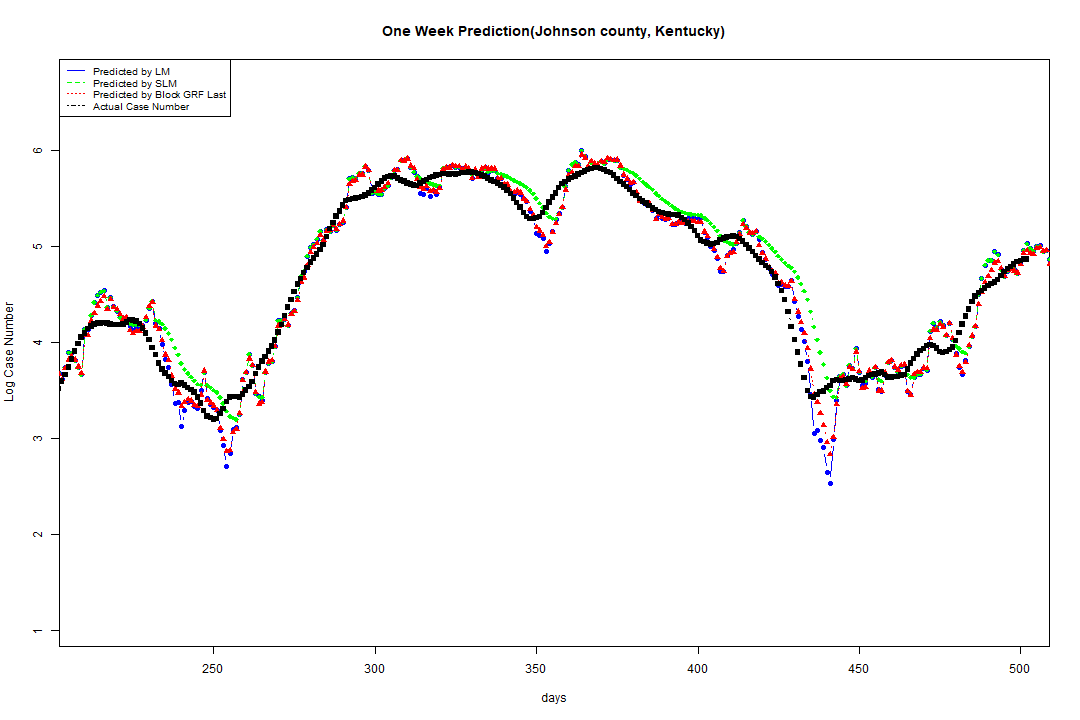 One Week Prediction(Johnson county, Kentucky)
Predicted by LM
Predicted by SLM
Predicted by Block GRF Last
Actual Case Number
6
5
4
3
2
1
Log Case Number
250 300 350 400 450 500
days